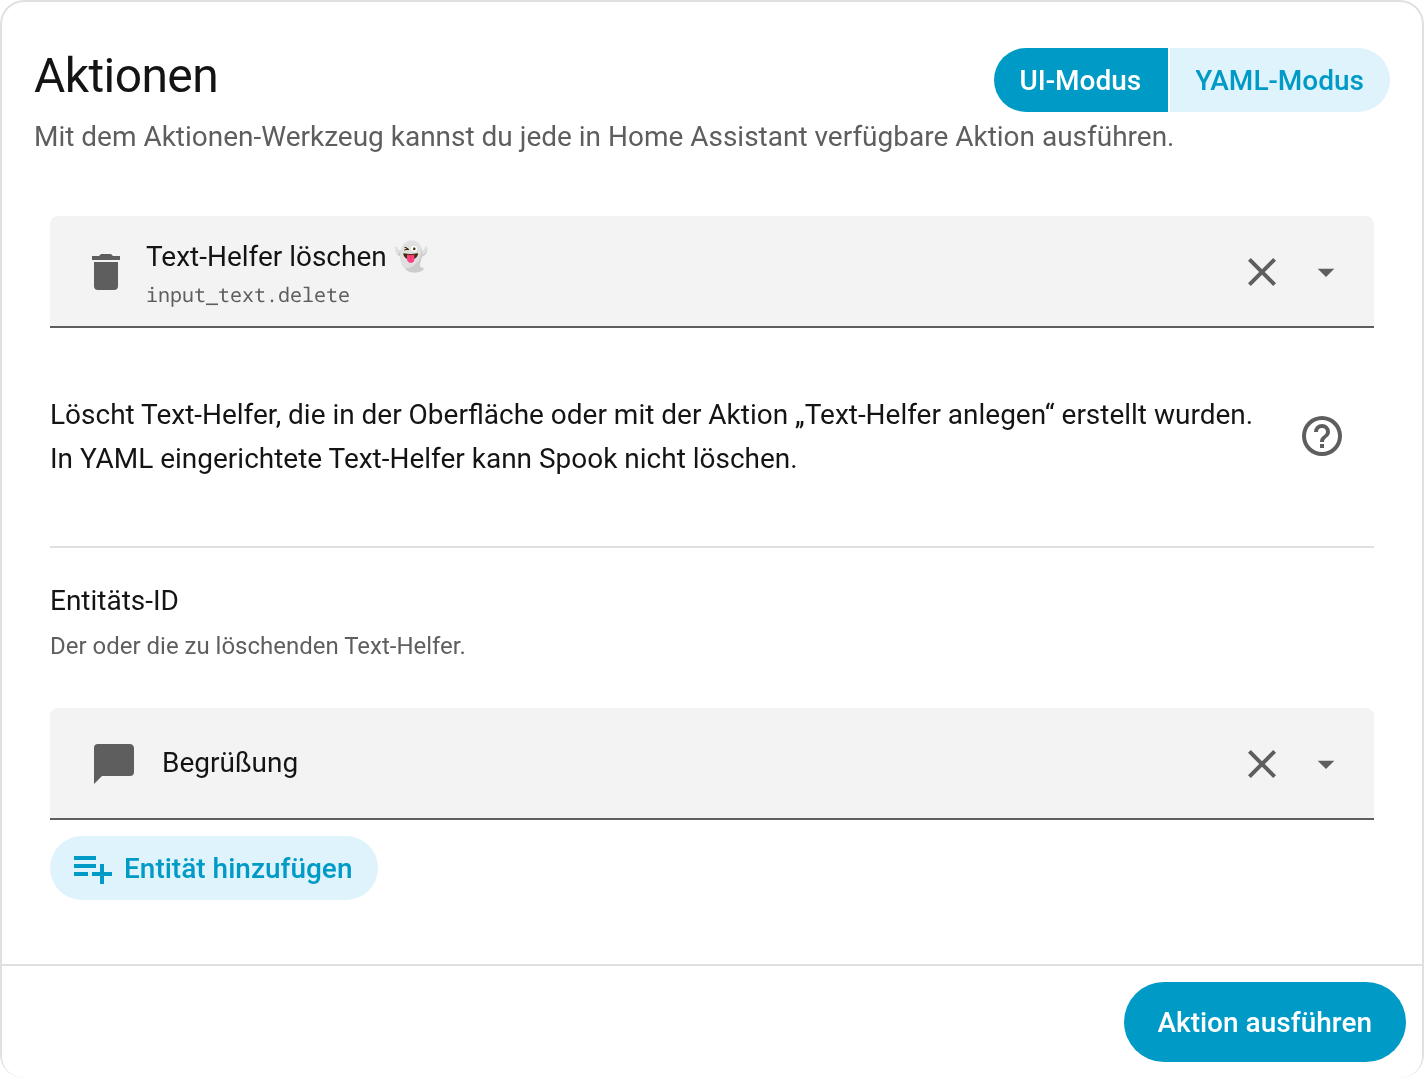 Aktionen
UI-Modus
YAML-Modus
Mit dem Aktionen-Werkzeug kannst du jede in Home Assistant verfügbare Aktion ausführen.
Text-Helfer löschen 👻
input_text.delete
Löscht Text-Helfer, die in der Oberfläche oder mit der Aktion „Text-Helfer anlegen“ erstellt wurden.
In YAML eingerichtete Text-Helfer kann Spook nicht löschen.
Entitäts-ID
Der oder die zu löschenden Text-Helfer.
Begrüßung
Entität hinzufügen
Aktion ausführen